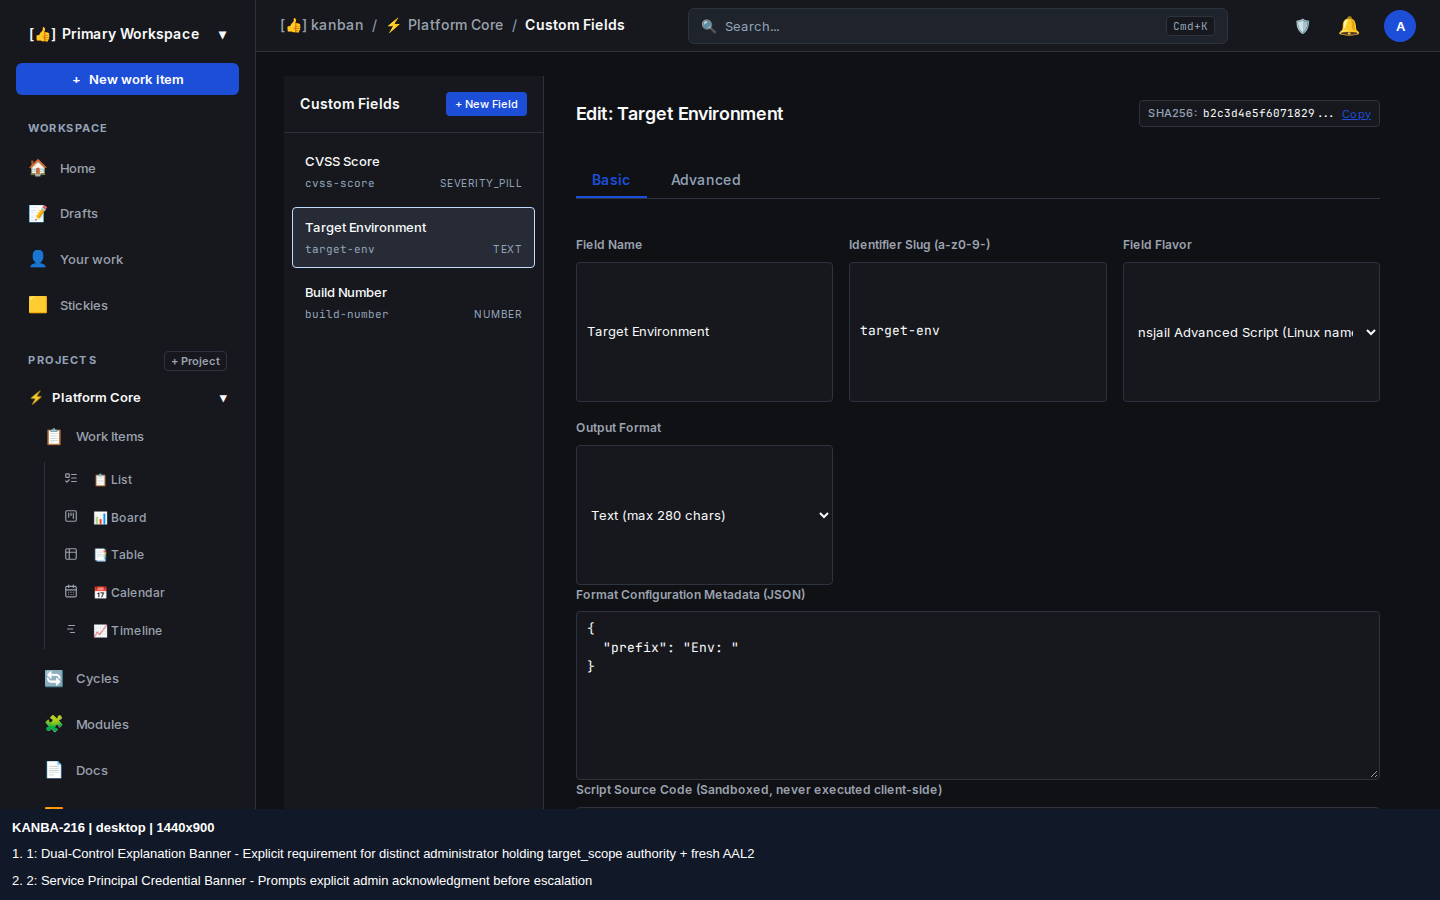 [👍] Primary Workspace ▼
+ New work item
WORKSPACE
🏠 Home
📝 Drafts
👤 Your work
🟨 Stickies
PROJECTS
+ Project
⚡ Platform Core ▼
📋 Work Items
📋 List
📊 Board
📑 Table
📅 Calendar
📈 Timeline
🔄 Cycles
🧩 Modules
📄 Docs
[👍] kanban / ⚡ Platform Core / Custom Fields
🔍 Search...
Cmd+K
A
Custom Fields
+ New Field
CVSS Score
cvss-score SEVERITY_PILL
Target Environment
target-env TEXT
Build Number
build-number NUMBER
Edit: Target Environment
SHA256: b2c3d4e5f6071829... Copy
Basic Advanced
Field Name
Target Environment
Identifier Slug (a-z0-9-)
target-env
Field Flavor
nsjail Advanced Script (Linux name
Output Format
Text (max 280 chars)
Format Configuration Metadata (JSON)
{
"prefix": "Env: "
}
Script Source Code (Sandboxed, never executed client-side)
KANBA-216 | desktop | 1440x900
1. 1: Dual-Control Explanation Banner - Explicit requirement for distinct administrator holding target_scope authority + fresh AAL2
2. 2: Service Principal Credential Banner - Prompts explicit admin acknowledgment before escalation